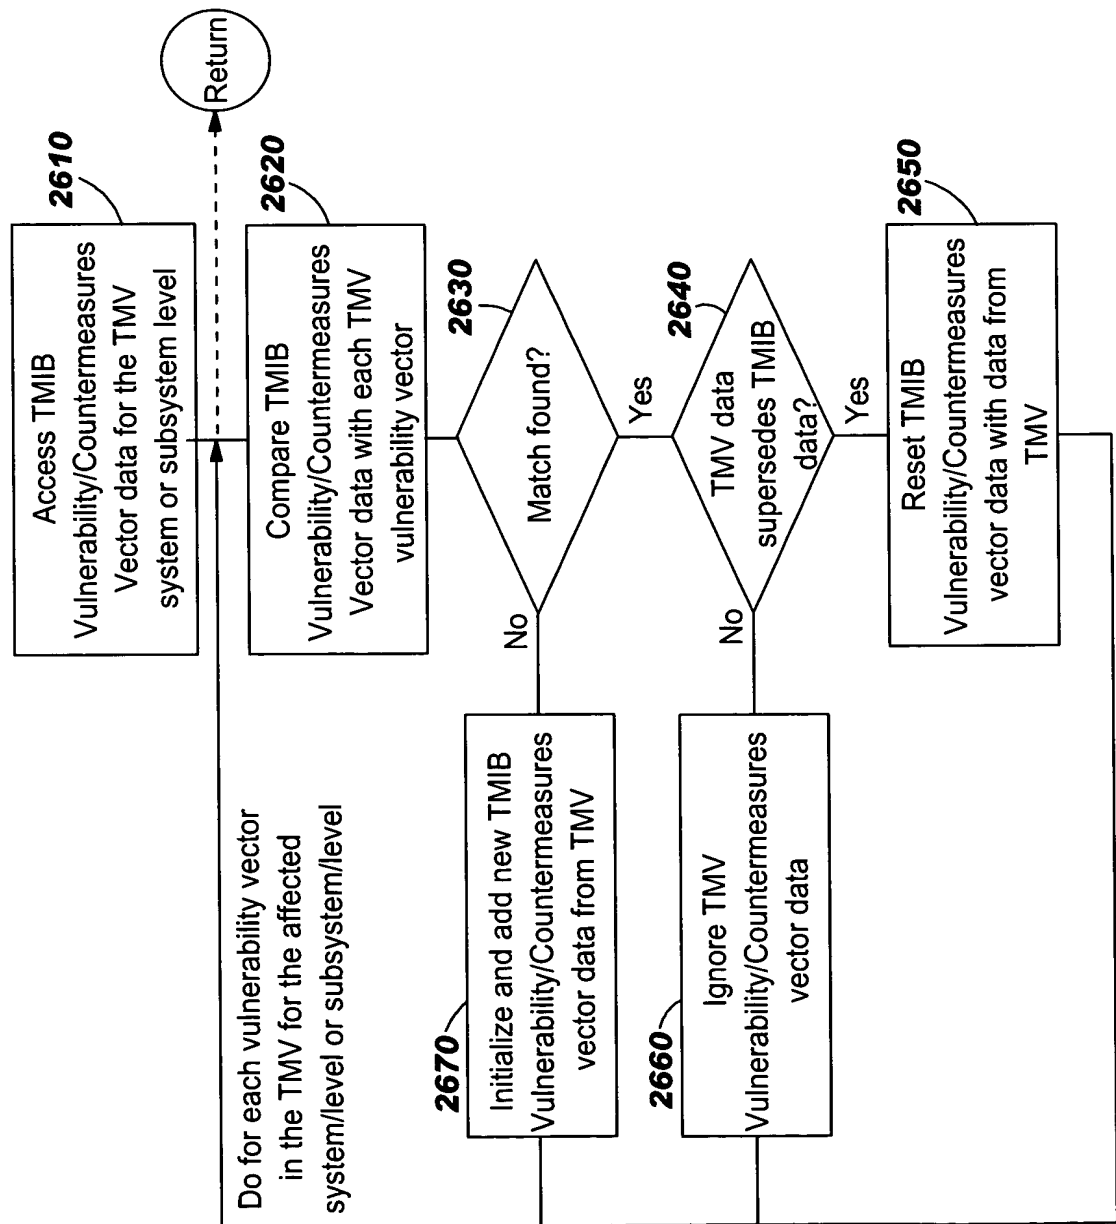 Access TMIB
Vulnerability/Countermeasures
Vector data for the TMV
system or subsystem level
2610
Return
Do for each vulnerability vector
in the TMV for the affected
system/level or subsystem/level
Compare TMIB
Vulnerability/Countermeasures
Vector data with each TMV
vulnerability vector
2620
Match found?
2630
No
Yes
Initialize and add new TMIB
Vulnerability/Countermeasures
vector data from TMV
2670
TMV data
supersedes TMIB
data?
2640
No
Yes
Ignore TMV
Vulnerability/Countermeasures
vector data
2660
Reset TMIB
Vulnerability/Countermeasures
vector data with data from
TMV
2650